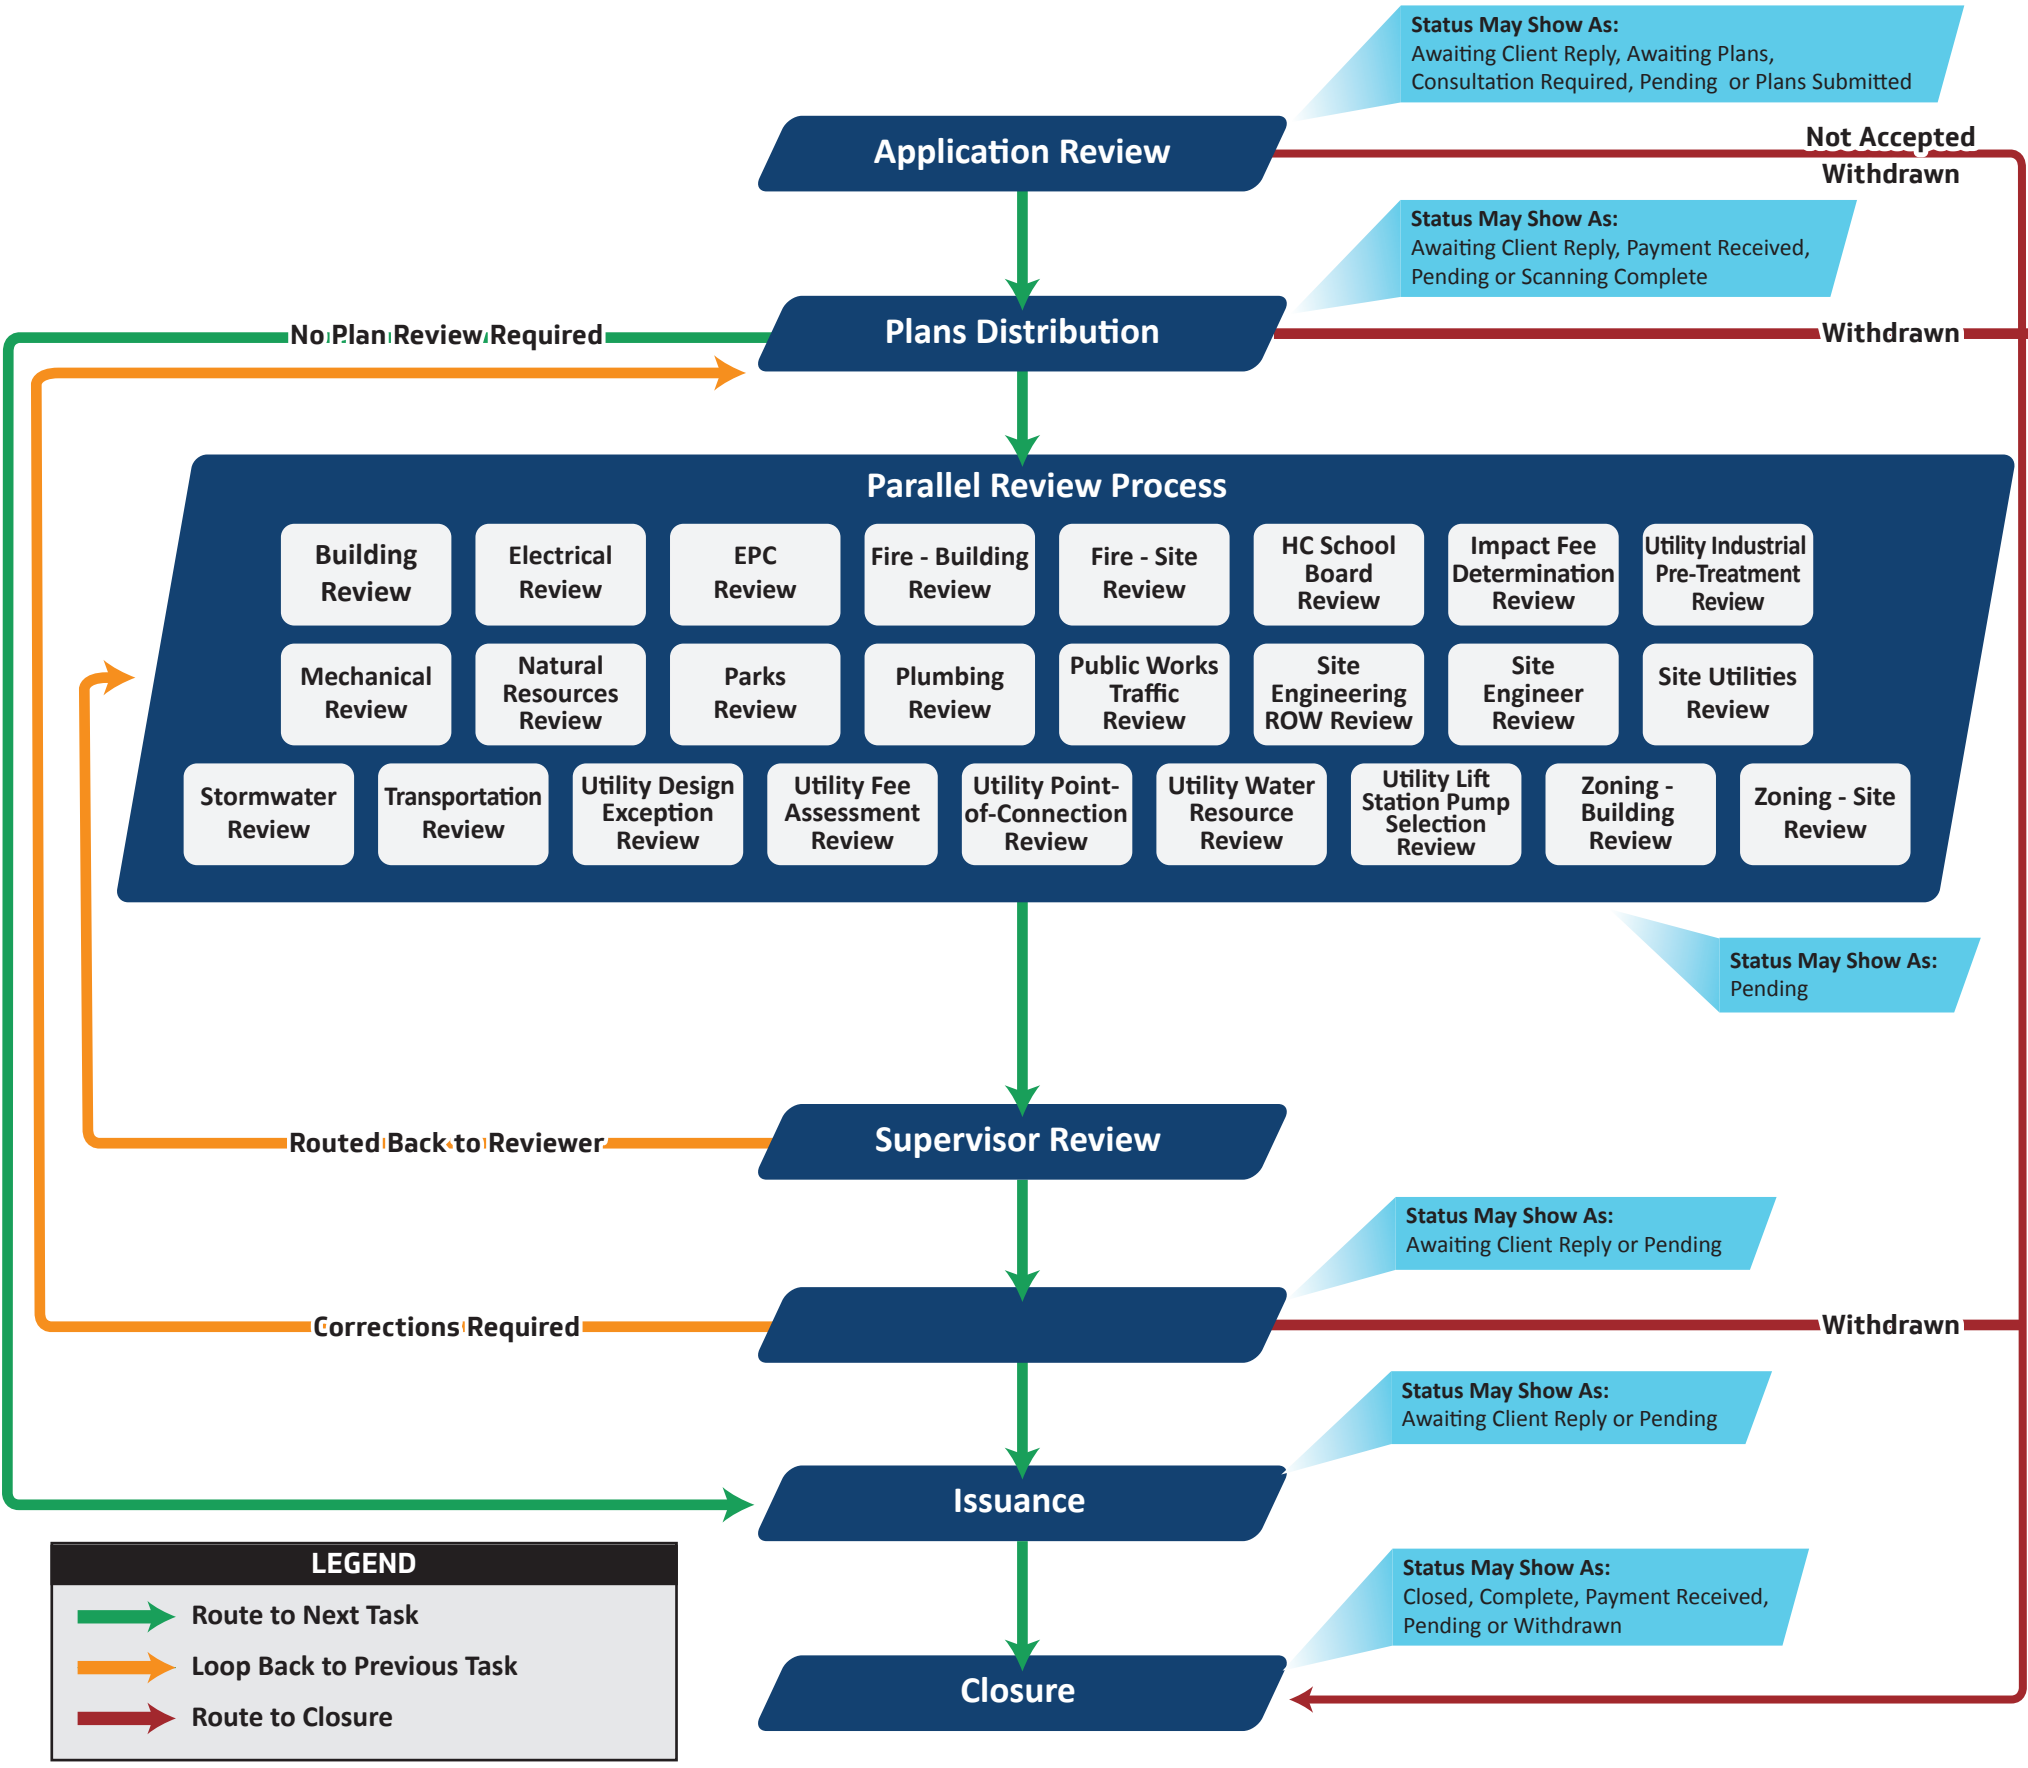 Status May Show As:
Awaiting Client Reply, Awaiting Plans,
Consultation Required, Pending or Plans Submitted
Application Review
Not Accepted
Withdrawn
Status May Show As:
Awaiting Client Reply, Payment Received,
Pending or Scanning Complete
No Plan Review Required
Plans Distribution
Withdrawn
Parallel Review Process
Building
Review
Electrical
Review
EPC
Review
Fire - Building
Review
Fire - Site
Review
HC School
Board
Review
Impact Fee
Determination
Review
Utility Industrial
Pre-Treatment
Review
Mechanical
Review
Natural
Resources
Review
Parks
Review
Plumbing
Review
Public Works
Traffic
Review
Site
Engineering
ROW Review
Site
Engineer
Review
Site Utilities
Review
Stormwater
Review
Transportation
Review
Utility Design
Exception
Review
Utility Fee
Assessment
Review
Utility Point-
of-Connection
Review
Utility Water
Resource
Review
Utility Lift
Station Pump
Selection
Review
Zoning -
Building
Review
Zoning - Site
Review
Status May Show As:
Pending
Routed Back to Reviewer
Supervisor Review
Status May Show As:
Awaiting Client Reply or Pending
Corrections Required
Withdrawn
Status May Show As:
Awaiting Client Reply or Pending
Issuance
LEGEND
Route to Next Task
Loop Back to Previous Task
Route to Closure
Status May Show As:
Closed, Complete, Payment Received,
Pending or Withdrawn
Closure